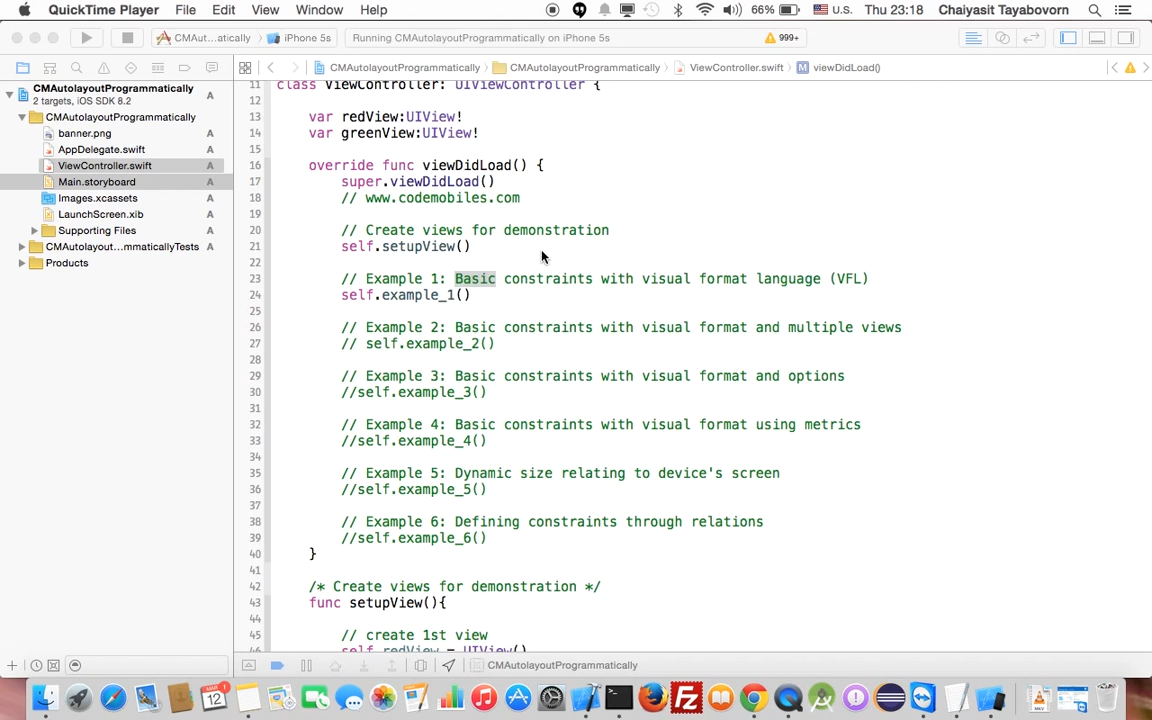 QuickTime Player File Edit View Window Help 66% U.S. Thu 23:18 Chaiyasit Tayabovorn
CMAut...atically iPhone 5s Running CMAutolayoutProgrammatically on iPhone 5s 999+
CMAutolayoutProgrammatically CMAutolayoutProgrammatically ViewController.swift M viewDidLoad()
CMAutolayoutProgrammatically A
2 targets, iOS SDK 8.2
CMAutolayoutProgrammatically
banner.png A
AppDelegate.swift A
ViewController.swift A
Main.storyboard A
Images.xcassets A
LaunchScreen.xib A
Supporting Files A
CMAutolayout...mmaticallyTests A
Products
11 class ViewController: UIViewController {
12
13 var redView:UIView!
14 var greenView:UIView!
15
16 override func viewDidLoad() {
17 super.viewDidLoad()
18 // www.codemobiles.com
19
20 // Create views for demonstration
21 self.setupView()
22
23 // Example 1: Basic constraints with visual format language (VFL)
24 self.example_1()
25
26 // Example 2: Basic constraints with visual format and multiple views
27 // self.example_2()
28
29 // Example 3: Basic constraints with visual format and options
30 //self.example_3()
31
32 // Example 4: Basic constraints with visual format using metrics
33 //self.example_4()
34
35 // Example 5: Dynamic size relating to device's screen
36 //self.example_5()
37
38 // Example 6: Defining constraints through relations
39 //self.example_6()
40 }
41
42 /* Create views for demonstration */
43 func setupView(){
44
45 // create 1st view
46 self.redView = UIView()
CMAutolayoutProgrammatically
MAR 12